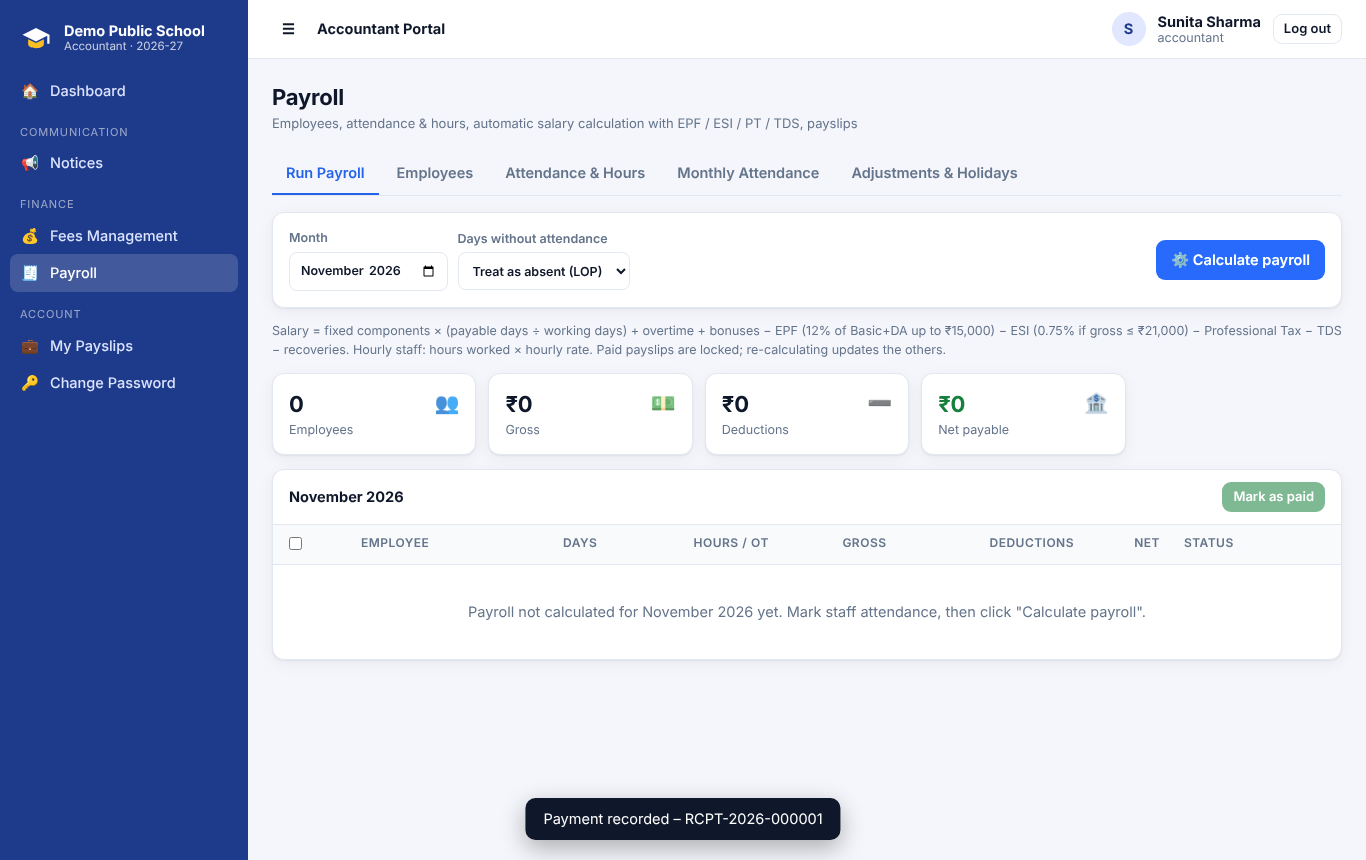 Demo Public School
Accountant · 2026-27
Dashboard
COMMUNICATION
Notices
FINANCE
Fees Management
Payroll
ACCOUNT
My Payslips
Change Password
☰ Accountant Portal
S
Sunita Sharma
accountant
Log out
Payroll
Employees, attendance & hours, automatic salary calculation with EPF / ESI / PT / TDS, payslips
Run Payroll Employees Attendance & Hours Monthly Attendance Adjustments & Holidays
Month Days without attendance
November 2026 Treat as absent (LOP) Calculate payroll
Salary = fixed components × (payable days ÷ working days) + overtime + bonuses − EPF (12% of Basic+DA up to ₹15,000) − ESI (0.75% if gross ≤ ₹21,000) − Professional Tax − TDS
− recoveries. Hourly staff: hours worked × hourly rate. Paid payslips are locked; re-calculating updates the others.
0 ₹0 ₹0 ₹0
Employees Gross Deductions Net payable
November 2026 Mark as paid
EMPLOYEE DAYS HOURS / OT GROSS DEDUCTIONS NET STATUS
Payroll not calculated for November 2026 yet. Mark staff attendance, then click "Calculate payroll".
Payment recorded – RCPT-2026-000001